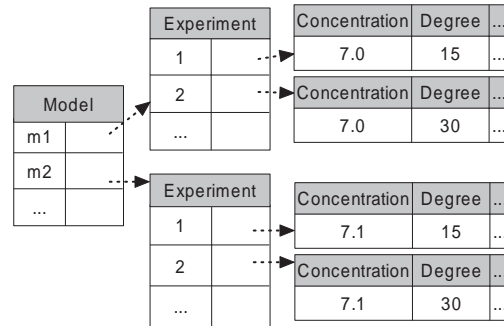 Model
m1
m2
...
Experiment
1
2
...
Concentration Degree ...
7.0 15 ...
Concentration Degree ...
7.0 30 ...
Experiment
1
2
...
Concentration Degree ...
7.1 15 ...
Concentration Degree ...
7.1 30 ...